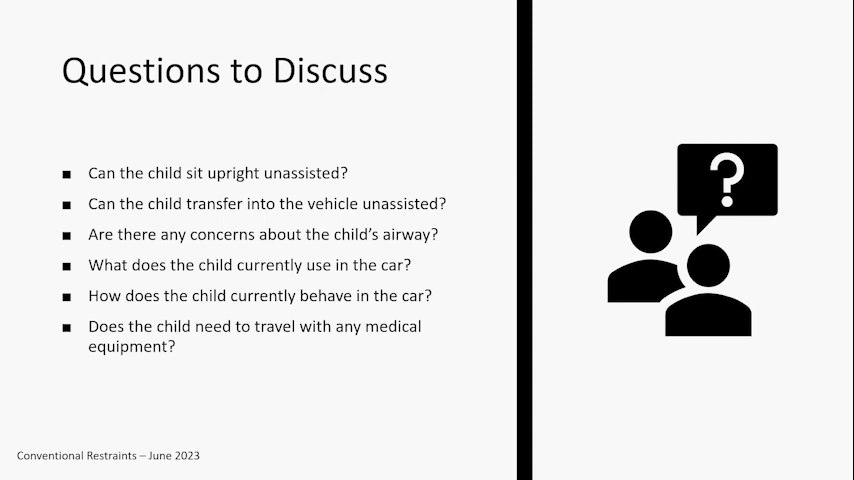 Questions to Discuss
■ Can the child sit upright unassisted?
■ Can the child transfer into the vehicle unassisted?
■ Are there any concerns about the child’s airway?
■ What does the child currently use in the car?
■ How does the child currently behave in the car?
■ Does the child need to travel with any medical
equipment?
?
Conventional Restraints – June 2023